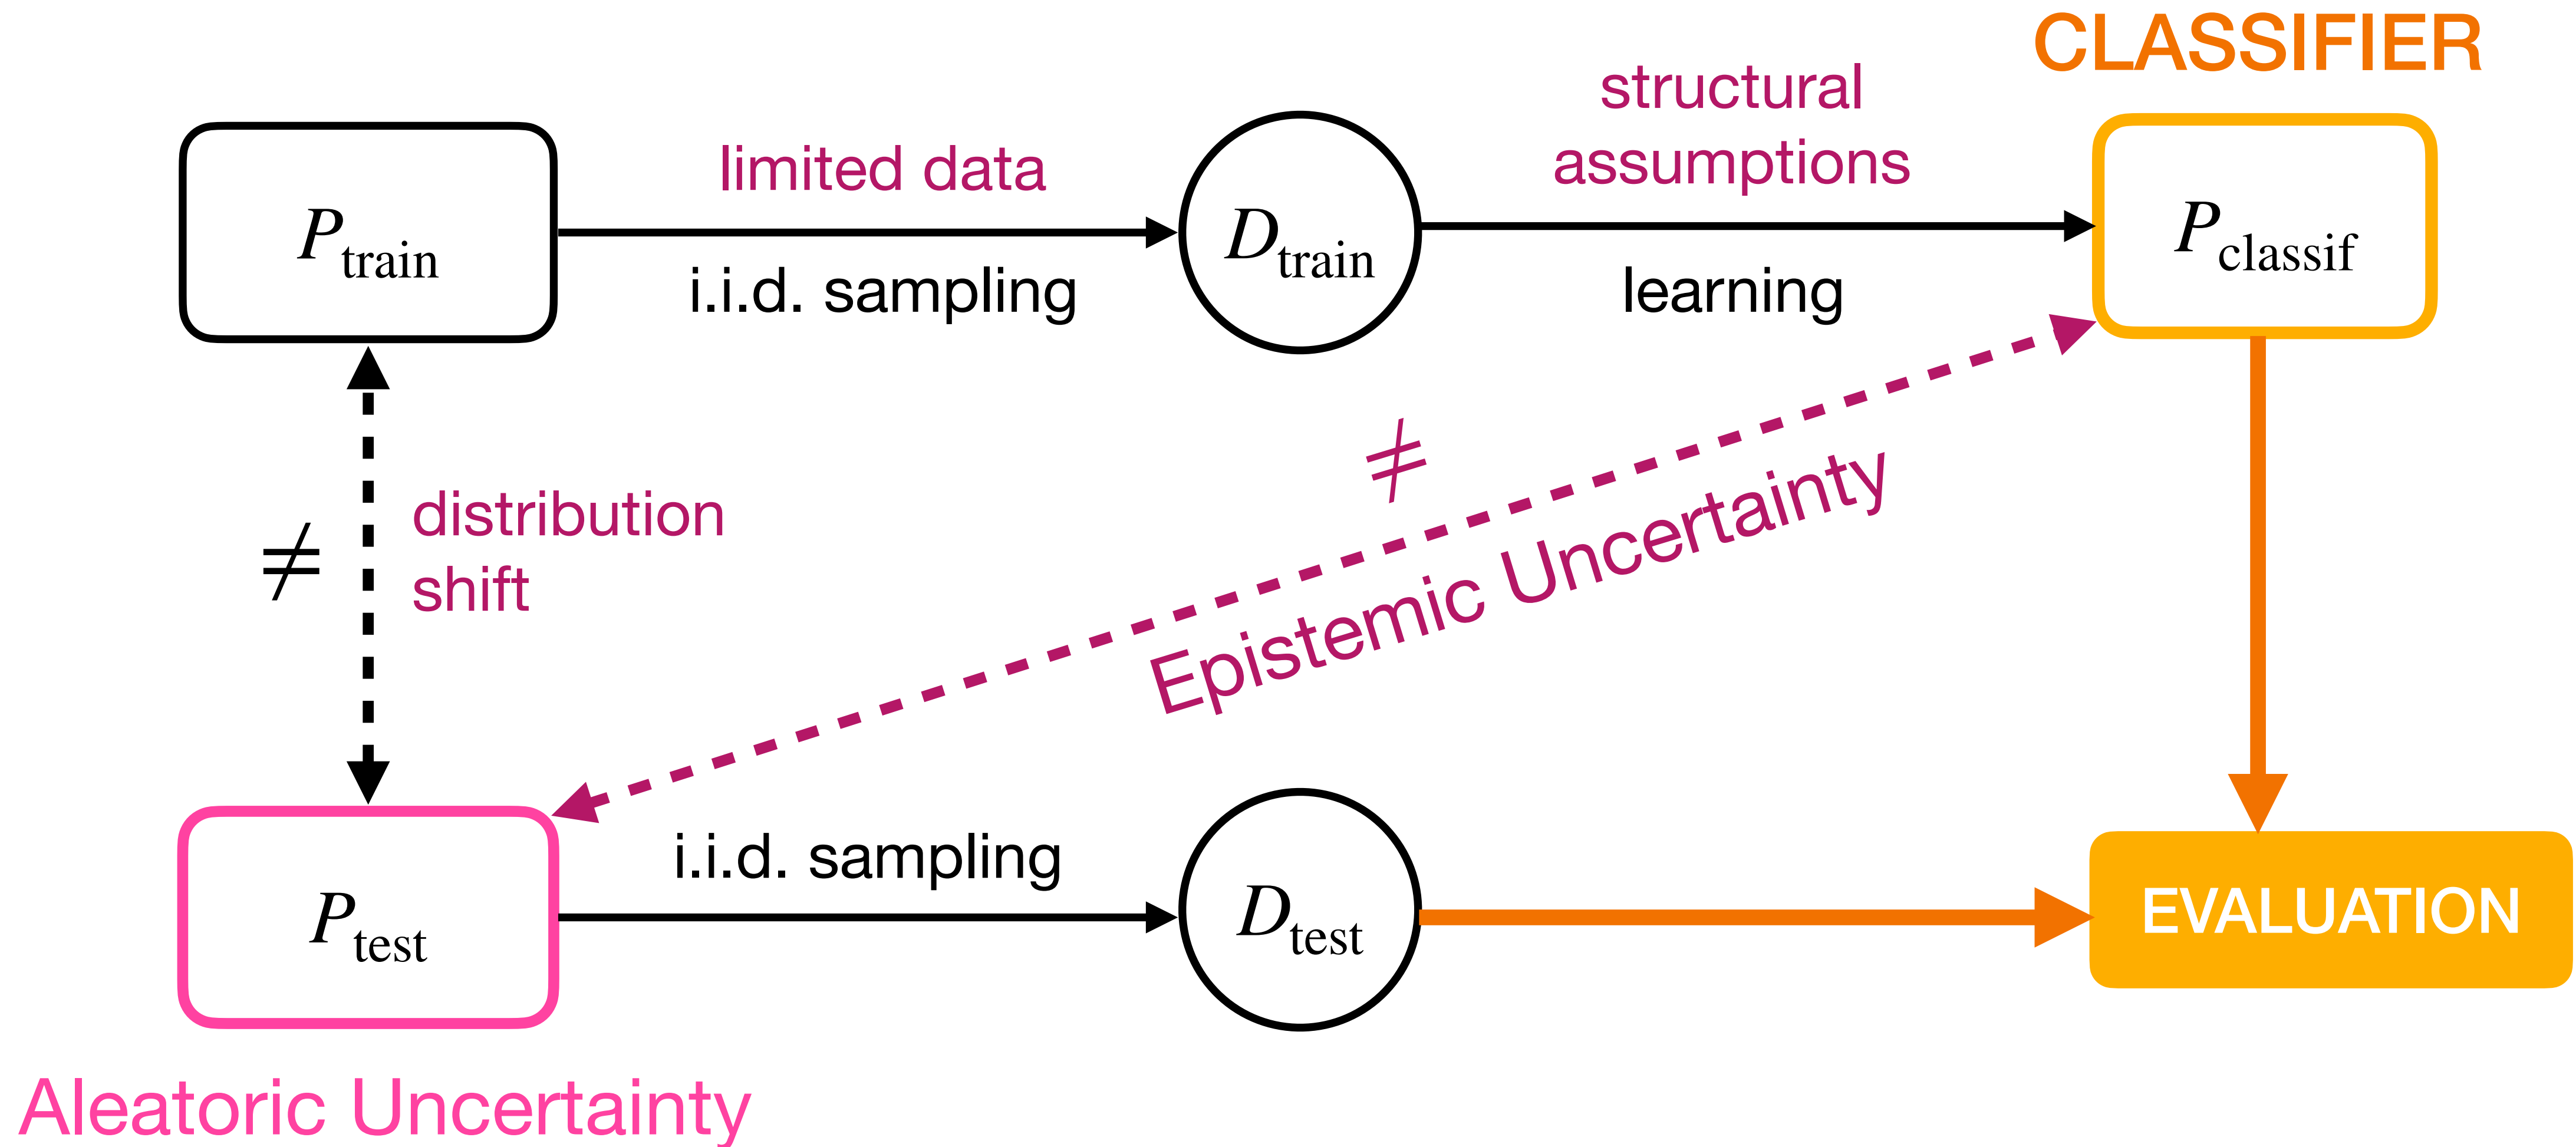 CLASSIFIER
structural
assumptions
limited data
P_train
D_train
P_classif
i.i.d. sampling
learning
≠
distribution
shift
≠
Epistemic Uncertainty
i.i.d. sampling
P_test
D_test
EVALUATION
Aleatoric Uncertainty